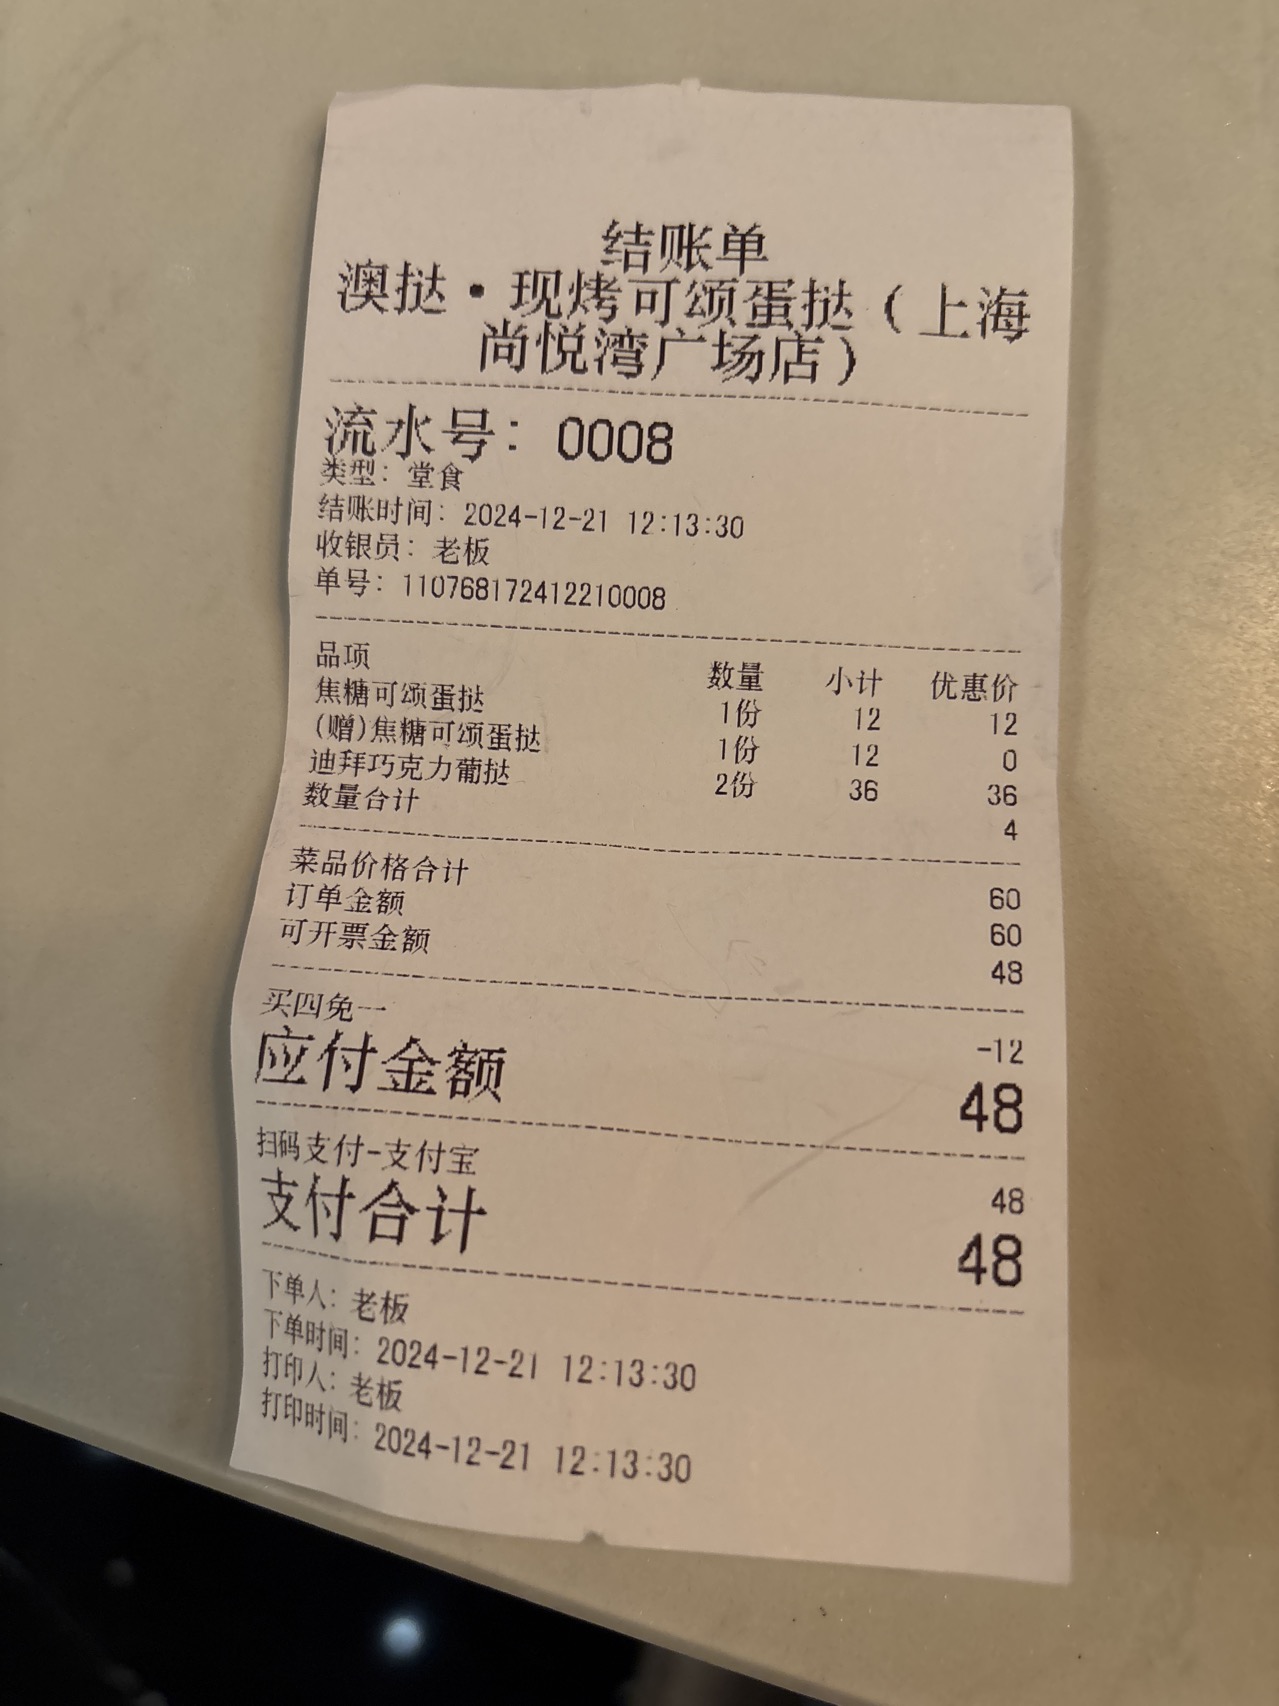 结账单
澳挞·现烤可颂蛋挞（上海
尚悦湾广场店）
流水号：0008
类型：堂食
结账时间：2024-12-21 12:13:30
收银员：老板
单号：110768172412210008
品项 数量 小计 优惠价
焦糖可颂蛋挞 1份 12 12
(赠)焦糖可颂蛋挞 1份 12 0
迪拜巧克力葡挞 2份 36 36
数量合计 4
菜品价格合计 60
订单金额 60
可开票金额 48
买四免一 -12
应付金额 48
扫码支付-支付宝 48
支付合计 48
下单人：老板
下单时间：2024-12-21 12:13:30
打印人：老板
打印时间：2024-12-21 12:13:30